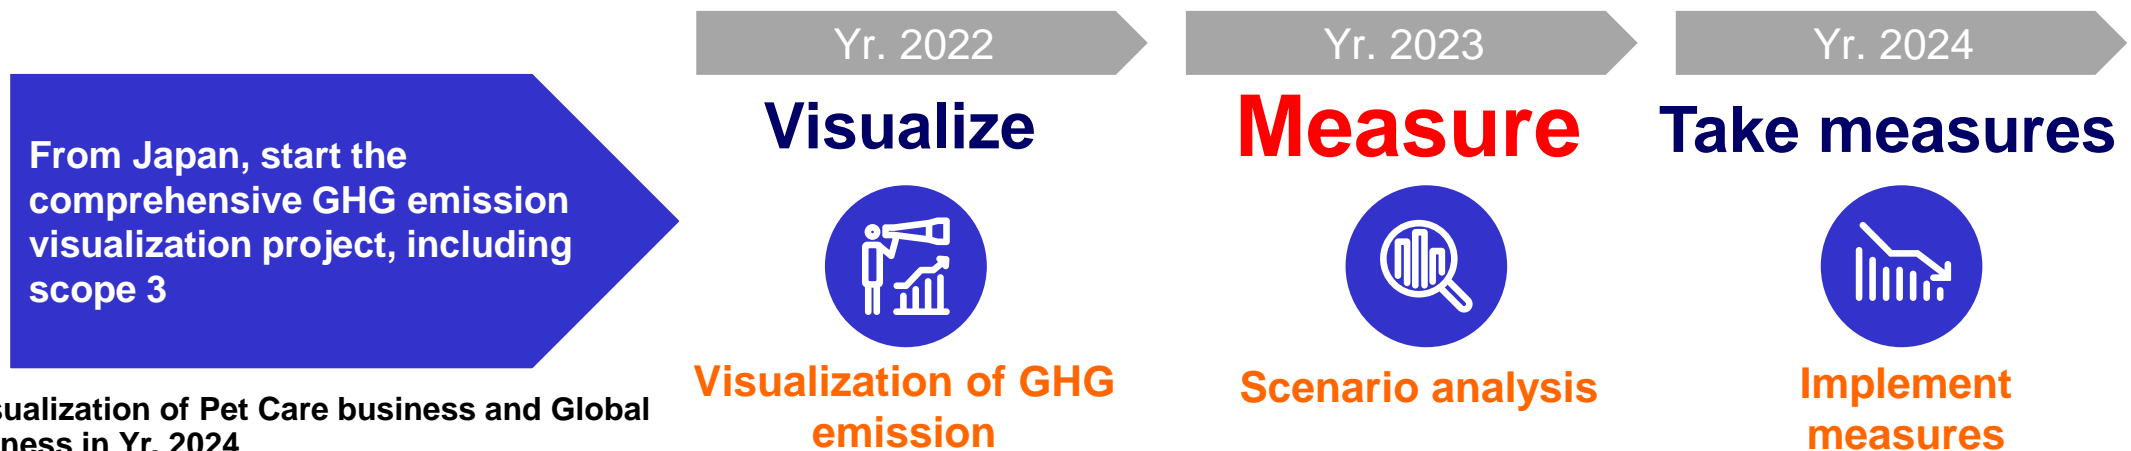 From Japan, start the
comprehensive GHG emission
visualization project, including
scope 3
Yr. 2022
Visualize
Visualization of GHG
emission
Yr. 2023
Measure
Scenario analysis
Yr. 2024
Take measures
Implement
measures
of Pet Care business and Global
in Yr. 2024